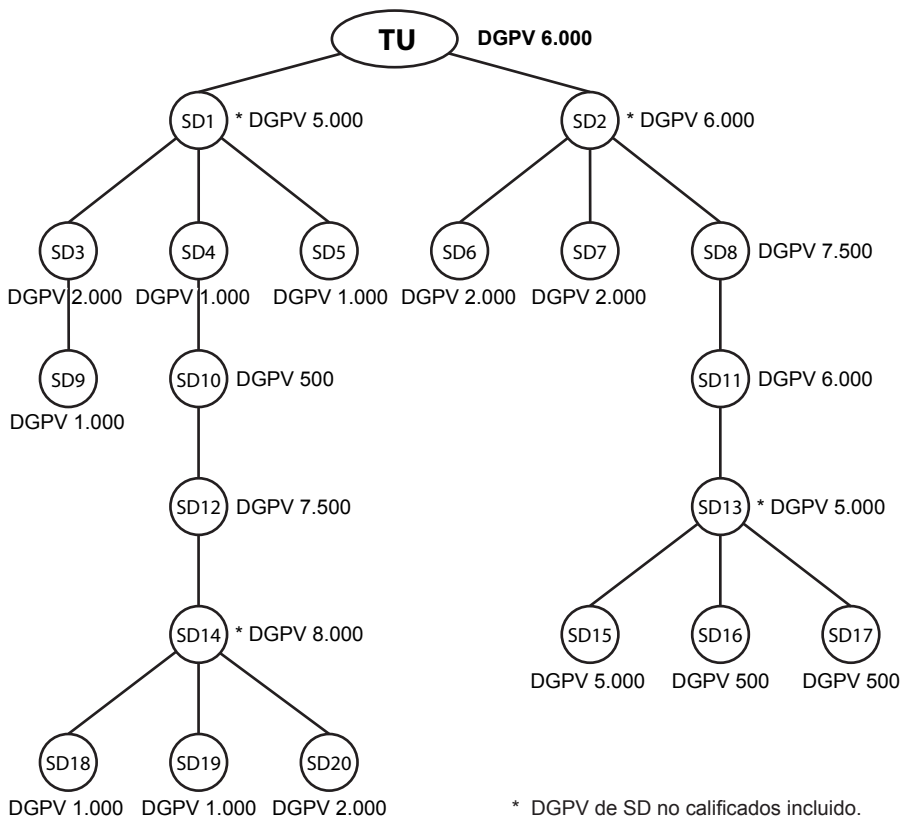 TU DGPV 6.000
SD1 * DGPV 5.000 SD2 * DGPV 6.000
SD3 SD4 SD5 SD6 SD7 SD8 DGPV 7.500
DGPV 2.000 DGPV 1.000 DGPV 1.000 DGPV 2.000 DGPV 2.000
SD9 SD10 DGPV 500 SD11 DGPV 6.000
DGPV 1.000
SD12 DGPV 7.500 SD13 * DGPV 5.000
SD14 * DGPV 8.000 SD15 SD16 SD17
DGPV 5.000 DGPV 500 DGPV 500
SD18 SD19 SD20
DGPV 1.000 DGPV 1.000 DGPV 2.000 * DGPV de SD no calificados incluido.